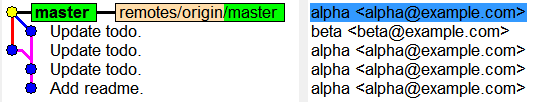 master remotes/origin/master alpha <alpha@example.com>
Update todo. beta <beta@example.com>
Update todo. alpha <alpha@example.com>
Update todo. alpha <alpha@example.com>
Add readme. alpha <alpha@example.com>